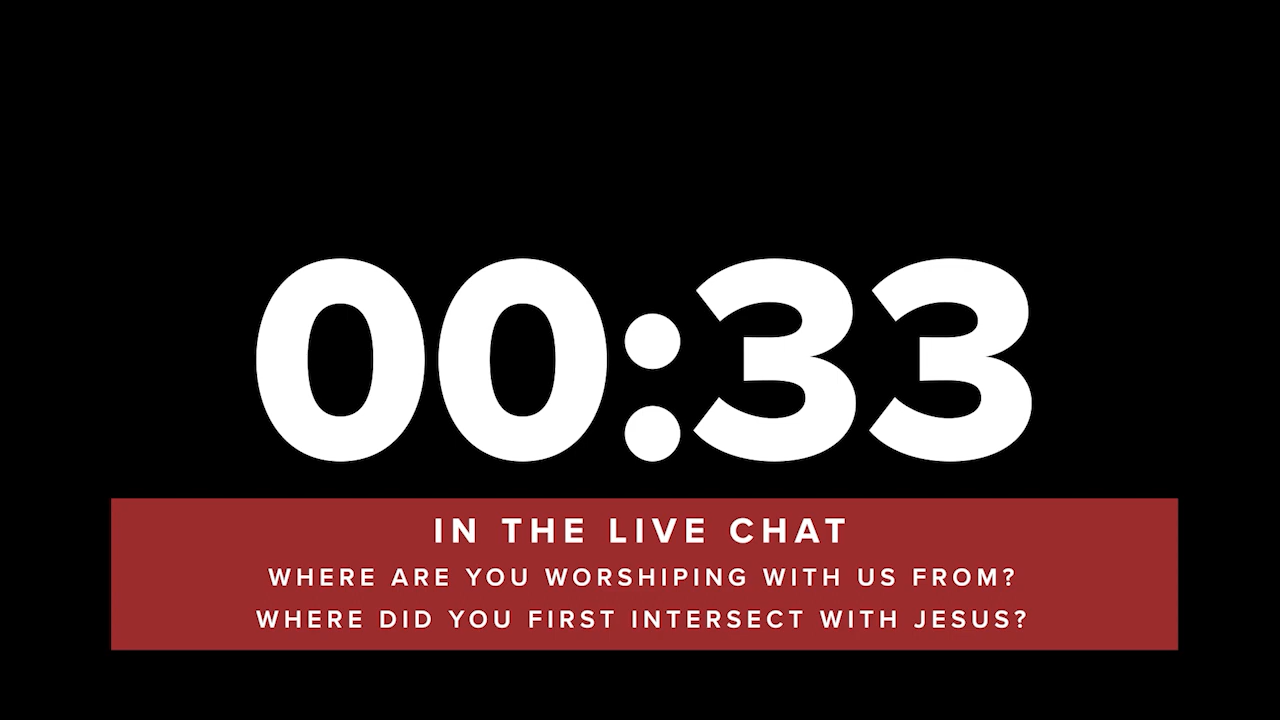 00:33
IN THE LIVE CHAT
WHERE ARE YOU WORSHIPING WITH US FROM?
WHERE DID YOU FIRST INTERSECT WITH JESUS?